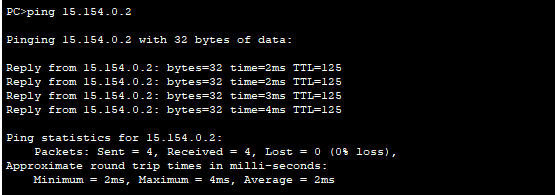 PC>ping 15.154.0.2
Pinging 15.154.0.2 with 32 bytes of data:
Reply from 15.154.0.2: bytes=32 time=2ms TTL=125
Reply from 15.154.0.2: bytes=32 time=2ms TTL=125
Reply from 15.154.0.2: bytes=32 time=3ms TTL=125
Reply from 15.154.0.2: bytes=32 time=4ms TTL=125
Ping statistics for 15.154.0.2:
Packets: Sent = 4, Received = 4, Lost = 0 (0% loss),
Approximate round trip times in milli-seconds:
Minimum = 2ms, Maximum = 4ms, Average = 2ms